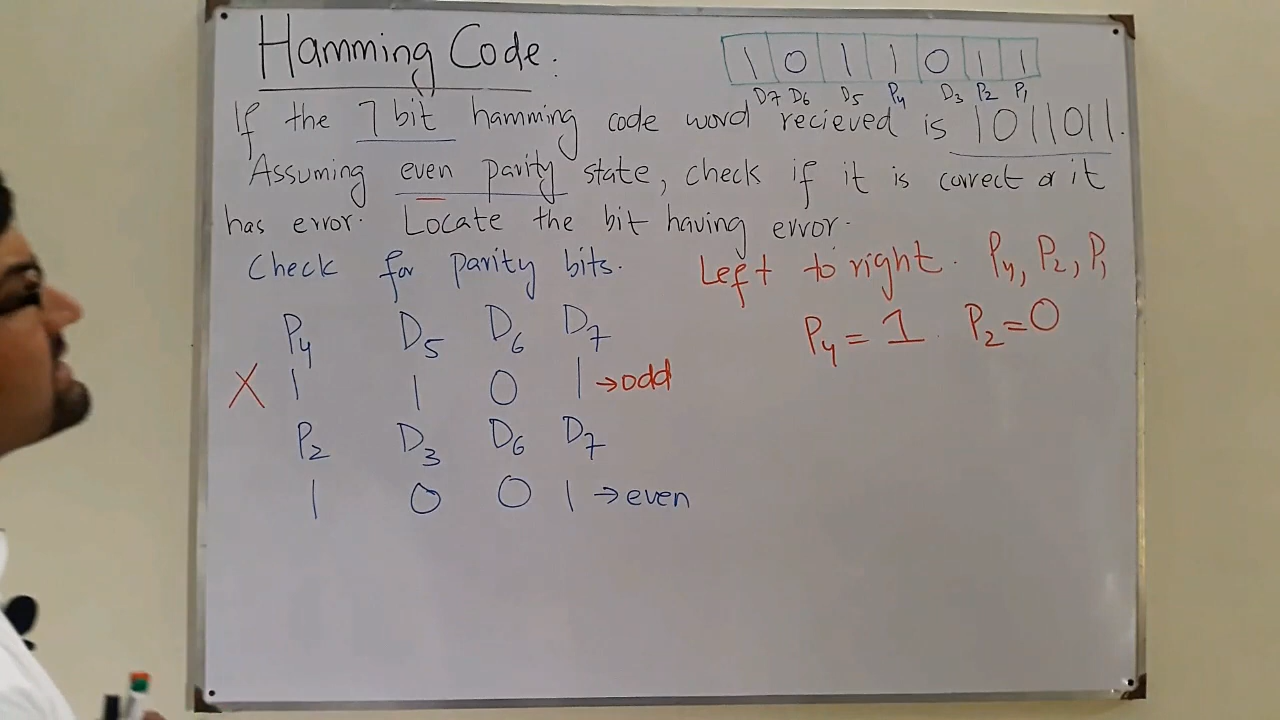 Hamming Code.
1 0 1 1 0 1 1
D7 D6 D5 P4 D3 P2 P1
If the 7 bit hamming code word recieved is 1011011.
Assuming even parity state, check if it is correct or it
has error. Locate the bit having error.
Check for parity bits. Left to right. P4, P2, P1
P4 D5 D6 D7 P4 = 1. P2 = 0
X 1 1 0 1 → odd
P2 D3 D6 D7
1 0 0 1 → even